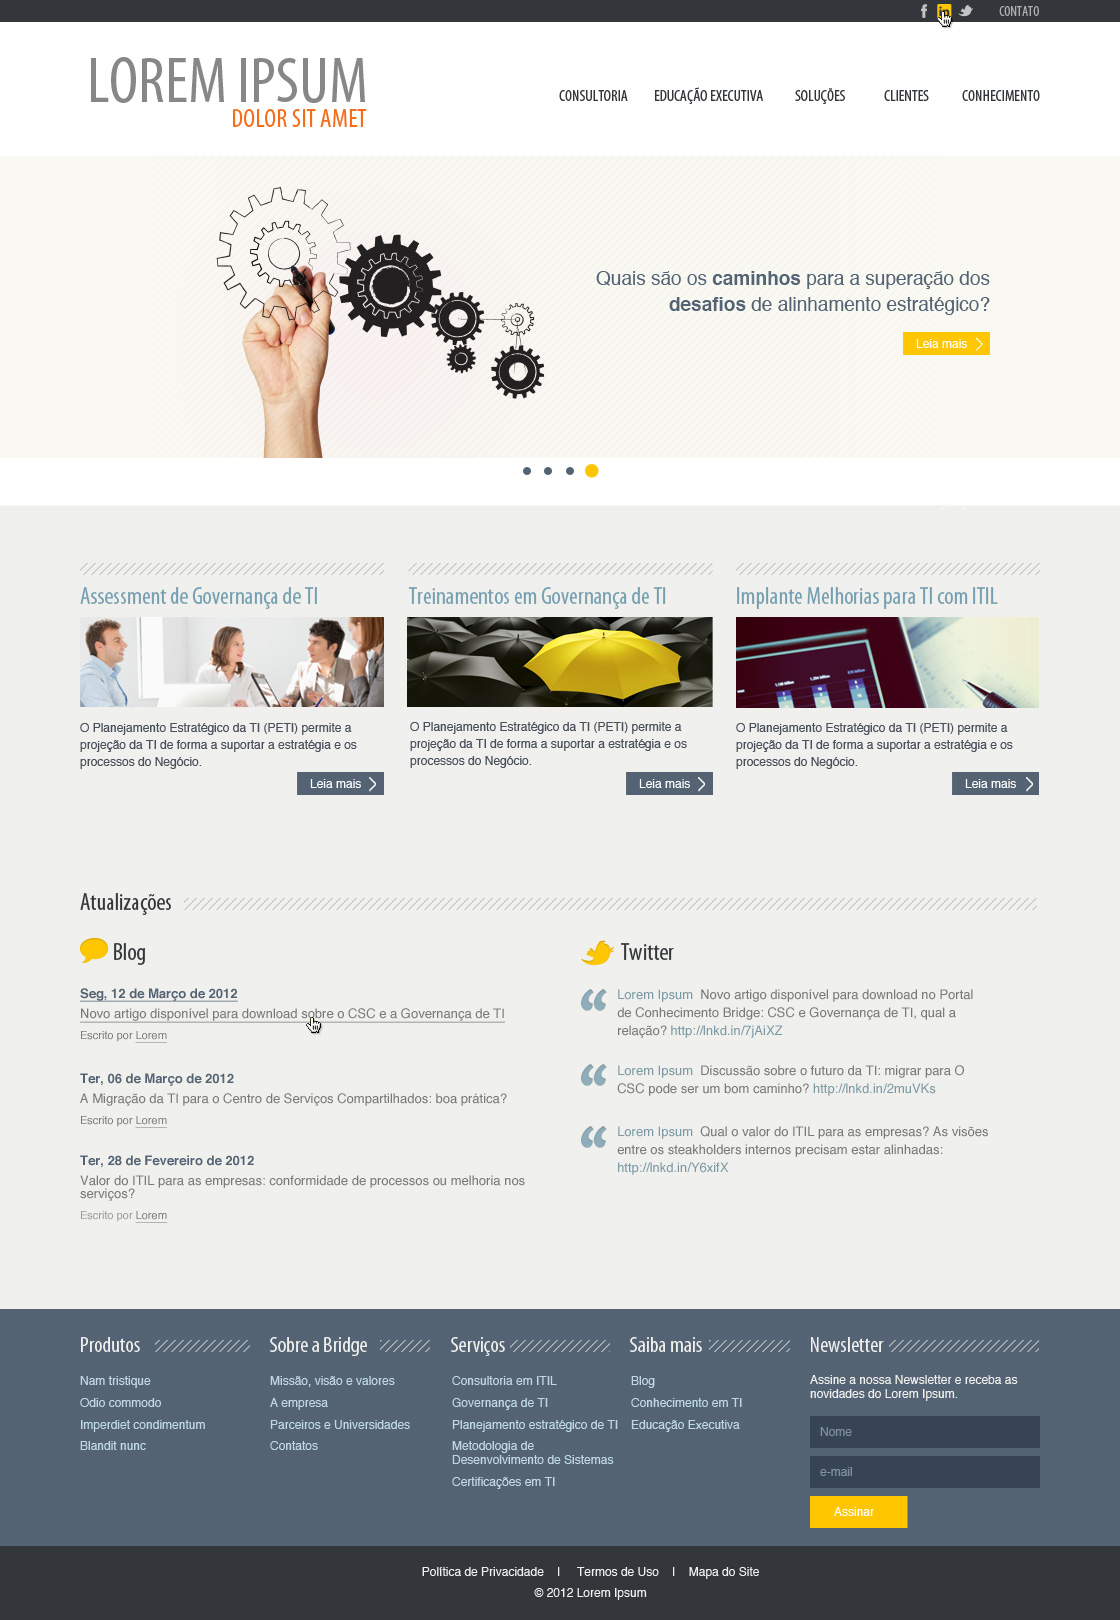 f in CONTATO
LOREM IPSUM
DOLOR SIT AMET
CONSULTORIA EDUCAÇÃO EXECUTIVA SOLUÇÕES CLIENTES CONHECIMENTO
Quais são os caminhos para a superação dos
desafios de alinhamento estratégico?
Leia mais
Assessment de Governança de TI
O Planejamento Estratégico da TI (PETI) permite a
projeção da TI de forma a suportar a estratégia e os
processos do Negócio.
Leia mais
Treinamentos em Governança de TI
O Planejamento Estratégico da TI (PETI) permite a
projeção da TI de forma a suportar a estratégia e os
processos do Negócio.
Leia mais
Implante Melhorias para TI com ITIL
O Planejamento Estratégico da TI (PETI) permite a
projeção da TI de forma a suportar a estratégia e os
processos do Negócio.
Leia mais
Atualizações
Blog
Seg, 12 de Março de 2012
Novo artigo disponível para download sobre o CSC e a Governança de TI
Escrito por Lorem
Ter, 06 de Março de 2012
A Migração da TI para o Centro de Serviços Compartilhados: boa prática?
Escrito por Lorem
Ter, 28 de Fevereiro de 2012
Valor do ITIL para as empresas: conformidade de processos ou melhoria nos
serviços?
Escrito por Lorem
Twitter
Lorem Ipsum Novo artigo disponível para download no Portal
de Conhecimento Bridge: CSC e Governança de TI, qual a
relação? http://lnkd.in/7jAiXZ
Lorem Ipsum Discussão sobre o futuro da TI: migrar para O
CSC pode ser um bom caminho? http://lnkd.in/2muVKs
Lorem Ipsum Qual o valor do ITIL para as empresas? As visões
entre os steakholders internos precisam estar alinhadas:
http://lnkd.in/Y6xifX
Produtos
Nam tristique
Odio commodo
Imperdiet condimentum
Blandit nunc
Sobre a Bridge
Missão, visão e valores
A empresa
Parceiros e Universidades
Contatos
Serviços
Consultoria em ITIL
Governança de TI
Planejamento estratégico de TI
Metodologia de
Desenvolvimento de Sistemas
Certificações em TI
Saiba mais
Blog
Conhecimento em TI
Educação Executiva
Newsletter
Assine a nossa Newsletter e receba as
novidades do Lorem Ipsum.
Nome
e-mail
Assinar
Política de Privacidade I Termos de Uso I Mapa do Site
© 2012 Lorem Ipsum